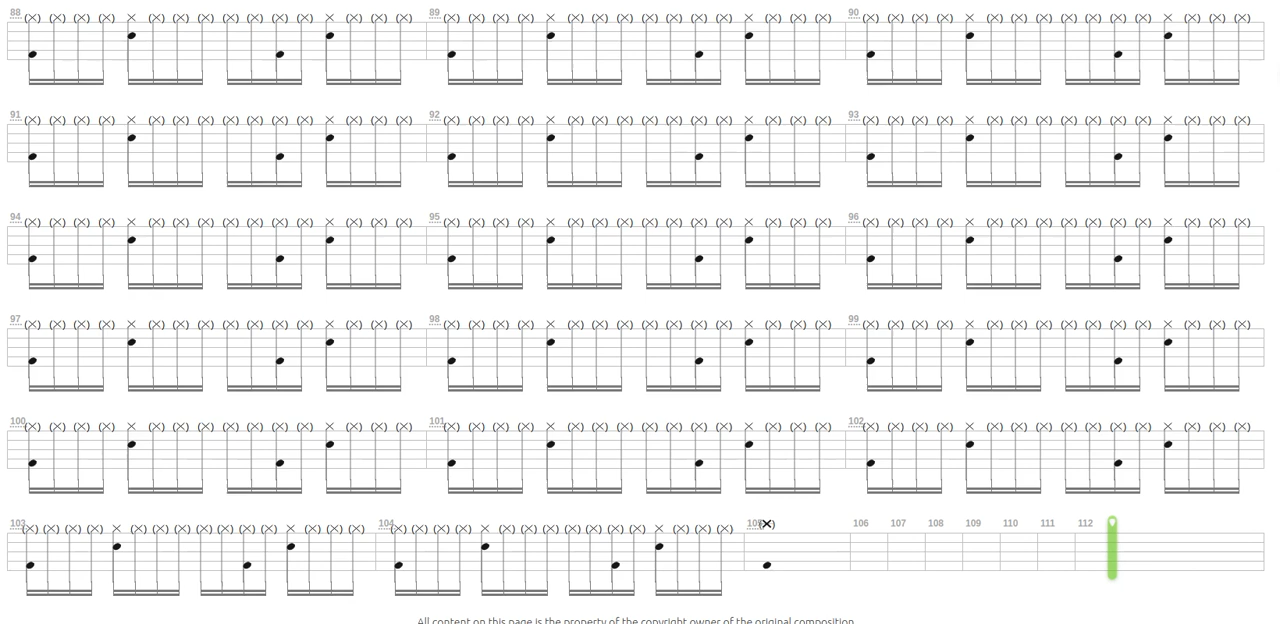 88 89 90
91 92 93
94 95 96
97 98 99
100 101 102
103 104 105 106 107 108 109 110 111 112
All content on this page is the property of the copyright owner of the original composition